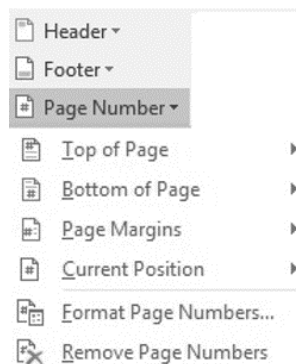 Header
Footer
Page Number
Top of Page
Bottom of Page
Page Margins
Current Position
Format Page Numbers...
Remove Page Numbers